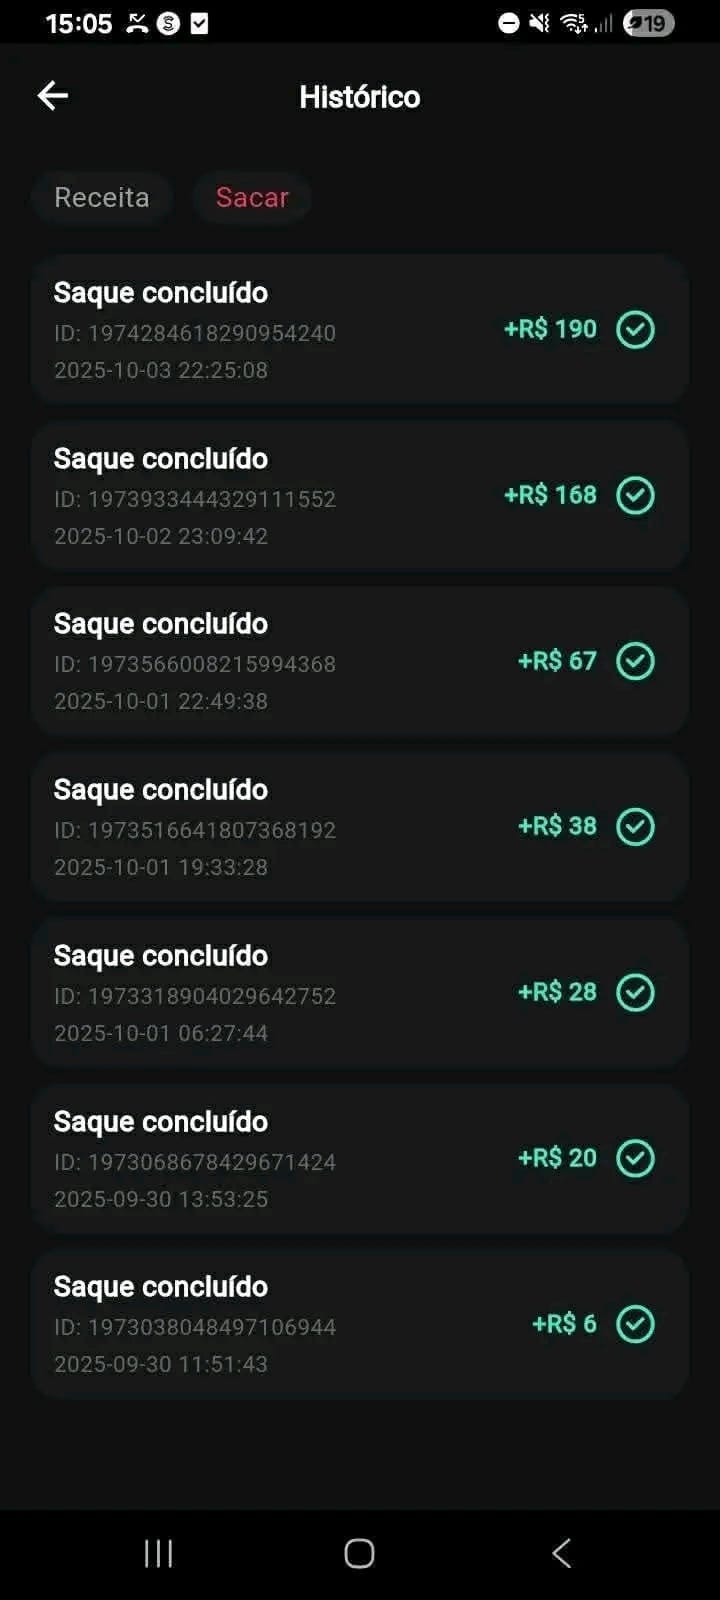 15:05
19
Histórico
Receita
Sacar
Saque concluído
ID: 1974284618290954240
2025-10-03 22:25:08
+R$ 190
Saque concluído
ID: 1973933444329111552
2025-10-02 23:09:42
+R$ 168
Saque concluído
ID: 1973566008215994368
2025-10-01 22:49:38
+R$ 67
Saque concluído
ID: 1973516641807368192
2025-10-01 19:33:28
+R$ 38
Saque concluído
ID: 1973318904029642752
2025-10-01 06:27:44
+R$ 28
Saque concluído
ID: 1973068678429671424
2025-09-30 13:53:25
+R$ 20
Saque concluído
ID: 1973038048497106944
2025-09-30 11:51:43
+R$ 6